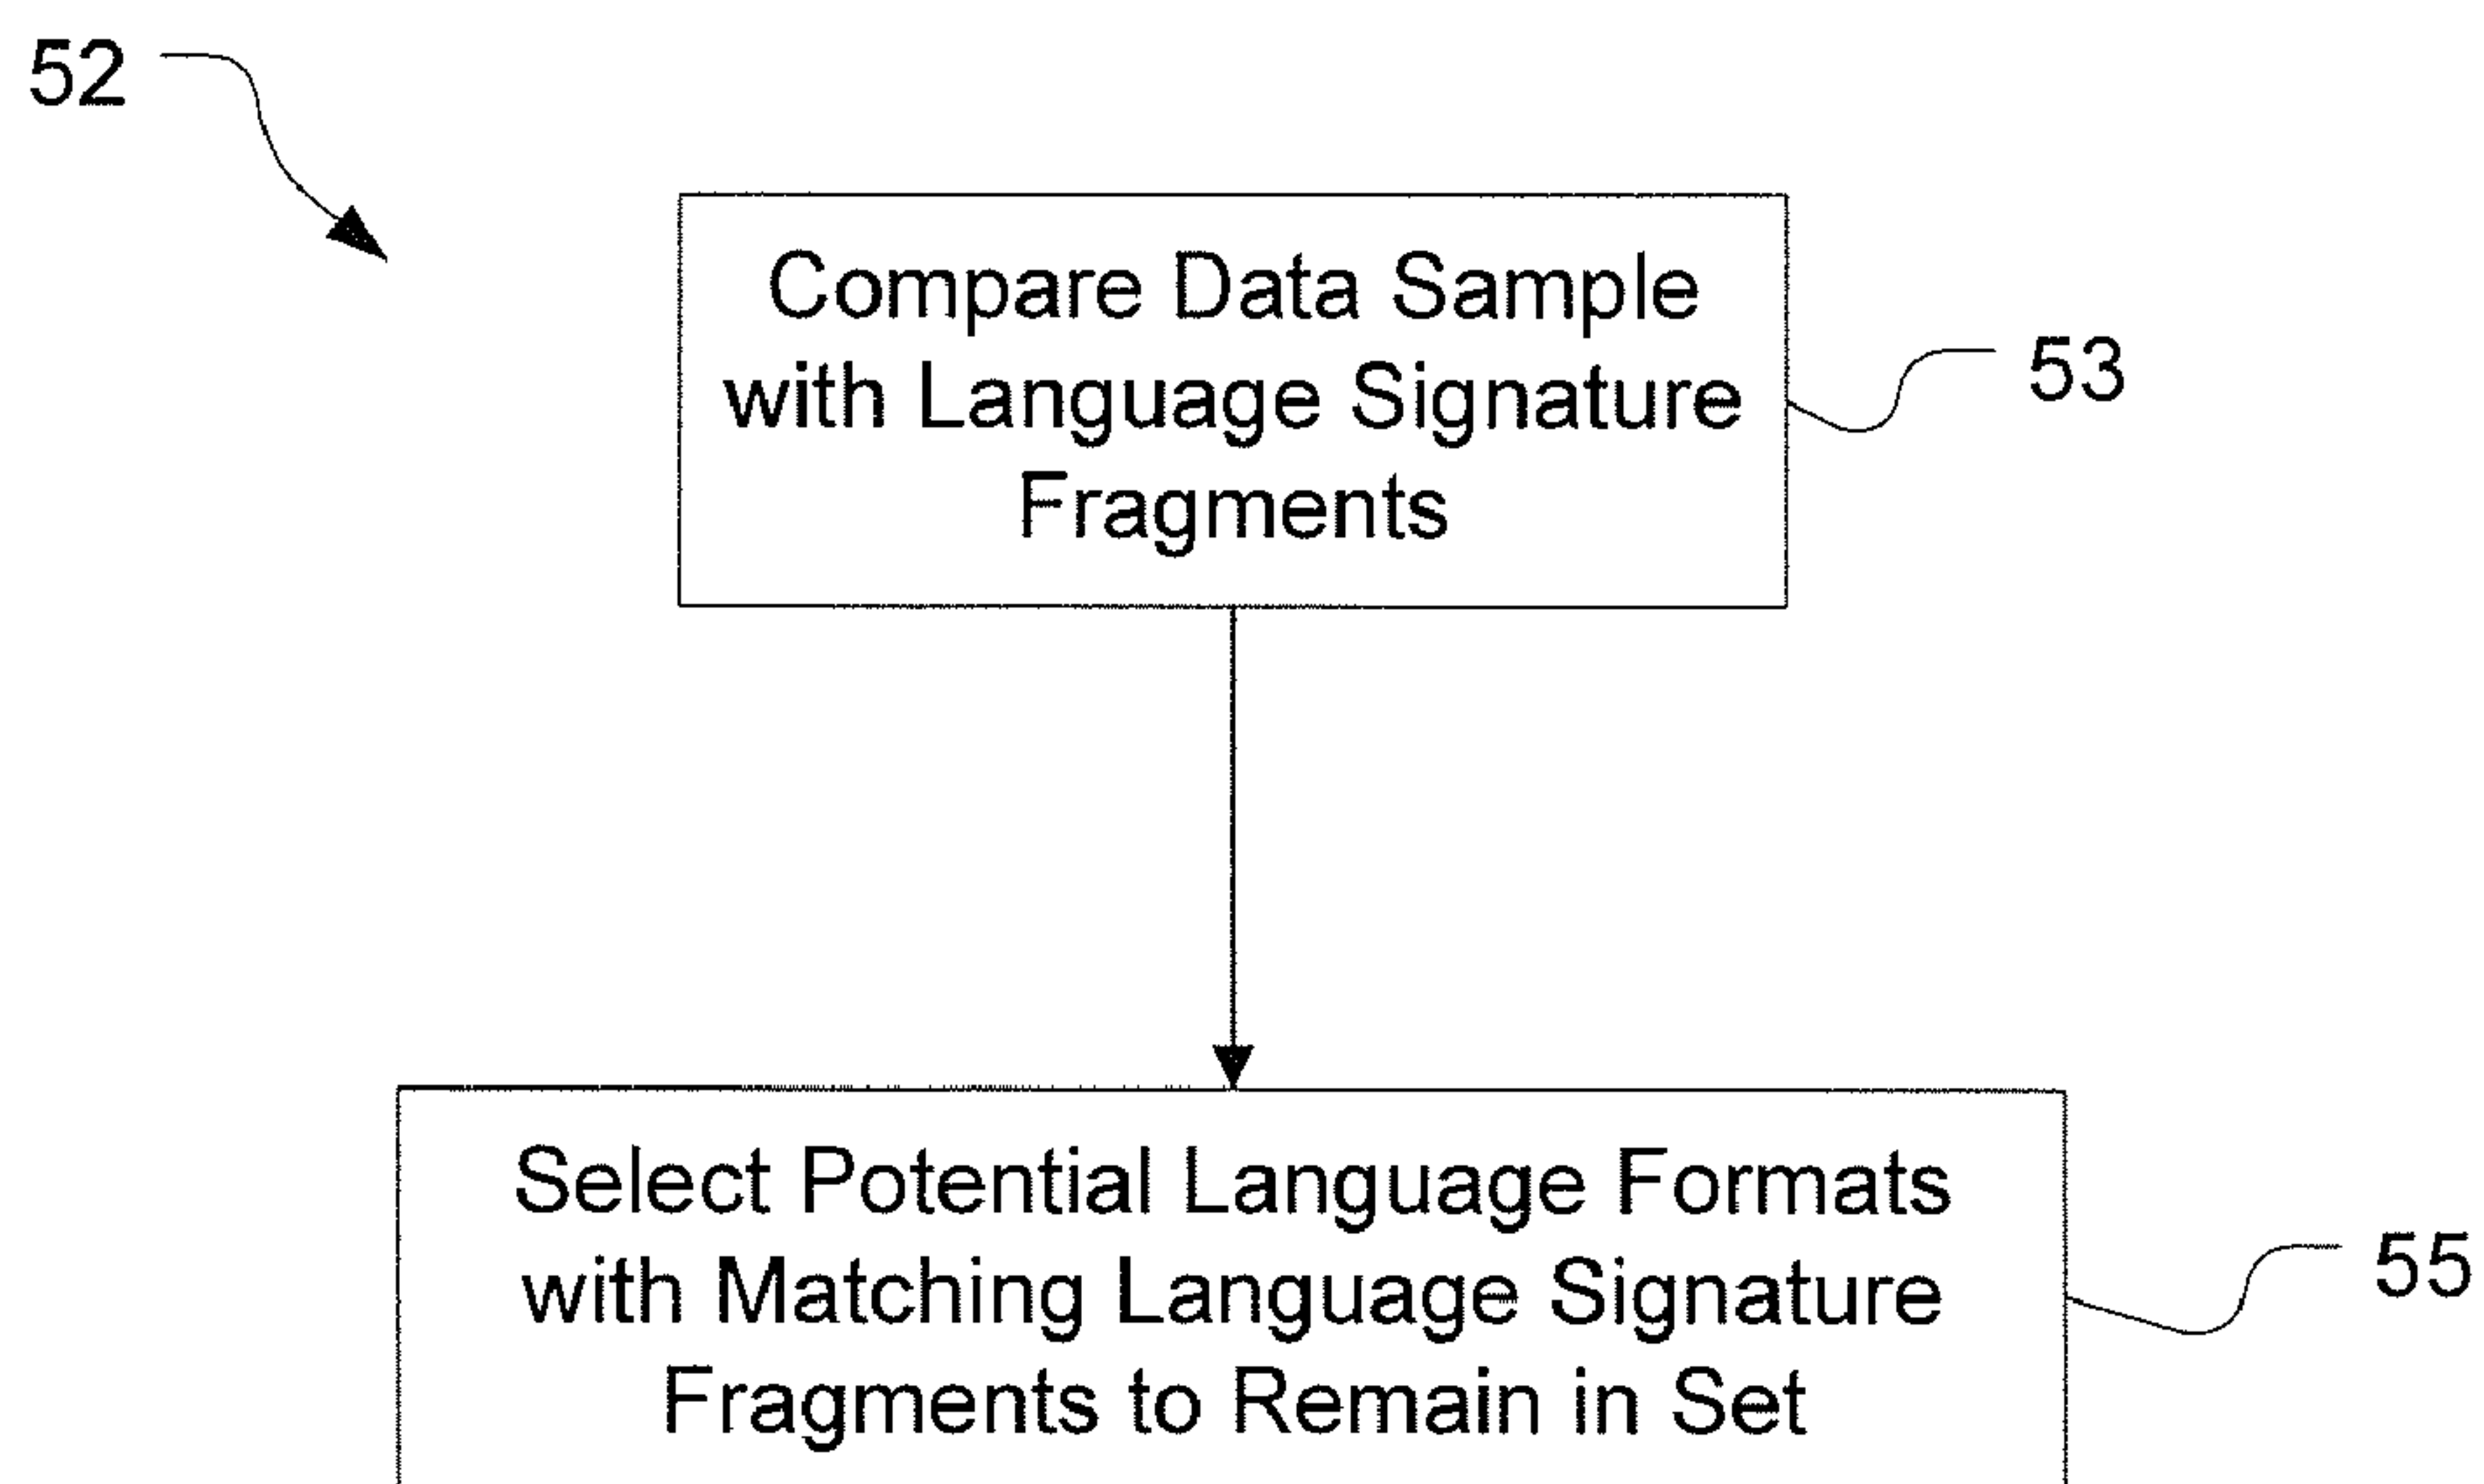 52
Compare Data Sample
with Language Signature
Fragments
53
Select Potential Language Formats
with Matching Language Signature
Fragments to Remain in Set
55